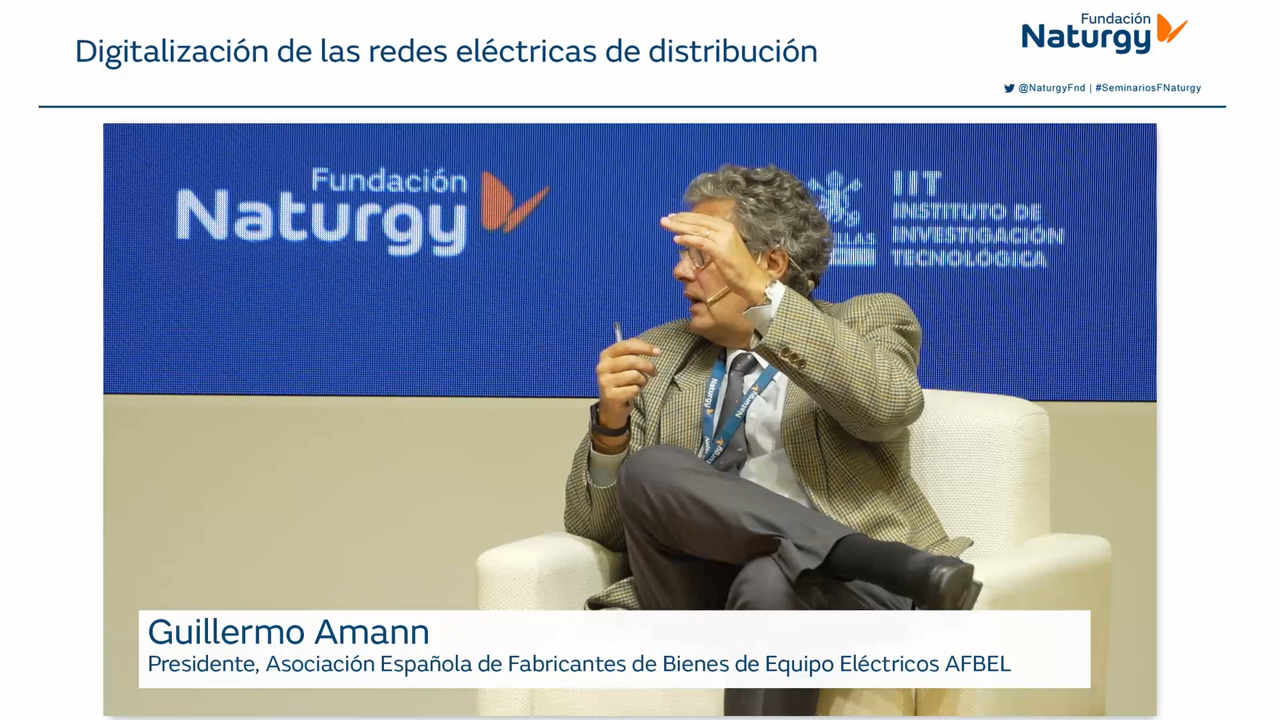 Digitalización de las redes eléctricas de distribución
Fundación
Naturgy
@NaturgyFnd | #SeminariosFNaturgy
Fundación
Naturgy
IIT
INSTITUTO DE
INVESTIGACIÓN
TECNOLÓGICA
Naturgy
Guillermo Amann
Presidente, Asociación Española de Fabricantes de Bienes de Equipo Eléctricos AFBEL